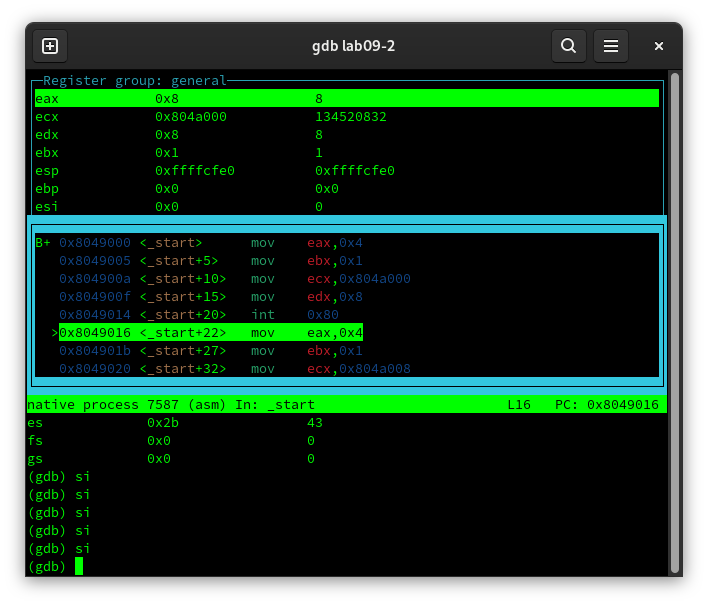 gdb lab09-2
Register group: general
eax 0x8 8
ecx 0x804a000 134520832
edx 0x8 8
ebx 0x1 1
esp 0xffffcfe0 0xffffcfe0
ebp 0x0 0x0
esi 0x0 0
B+ 0x8049000 <_start> mov eax,0x4
0x8049005 <_start+5> mov ebx,0x1
0x804900a <_start+10> mov ecx,0x804a000
0x804900f <_start+15> mov edx,0x8
0x8049014 <_start+20> int 0x80
>0x8049016 <_start+22> mov eax,0x4
0x804901b <_start+27> mov ebx,0x1
0x8049020 <_start+32> mov ecx,0x804a008
native process 7587 (asm) In: _start L16 PC: 0x8049016
es 0x2b 43
fs 0x0 0
gs 0x0 0
(gdb) si
(gdb) si
(gdb) si
(gdb) si
(gdb) si
(gdb)